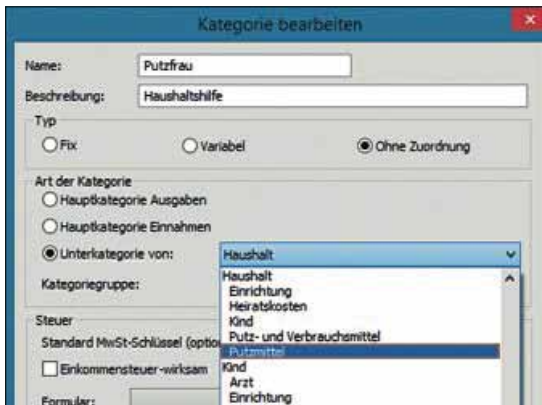 Kategorie bearbeiten
Name: Putzfrau
Beschreibung: Haushaltshilfe
Typ
Fix Variabel Ohne Zuordnung
Art der Kategorie
Hauptkategorie Ausgaben
Hauptkategorie Einnahmen
Unterkategorie von: Haushalt
Haushalt
Kategoriegruppe: Einrichtung
Heiratskosten
Kind
Steuer
Putz- und Verbrauchsmittel
Standard MwSt-Schlüssel (optio
Putzmittel
Einkommensteuer-wirksam Kind
Arzt
Formular: Einrichtung